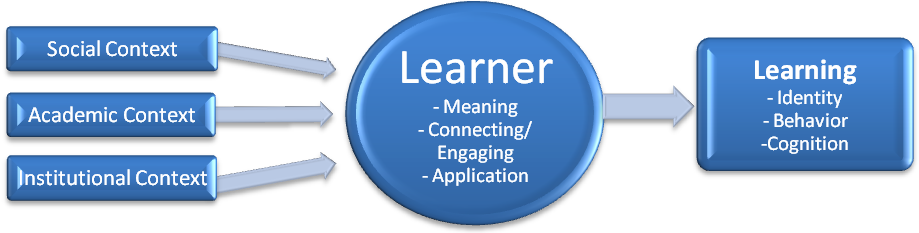 Social Context
Academic Context
Institutional Context
Learner
- Meaning
- Connecting/
Engaging
- Application
Learning
- Identity
- Behavior
-Cognition